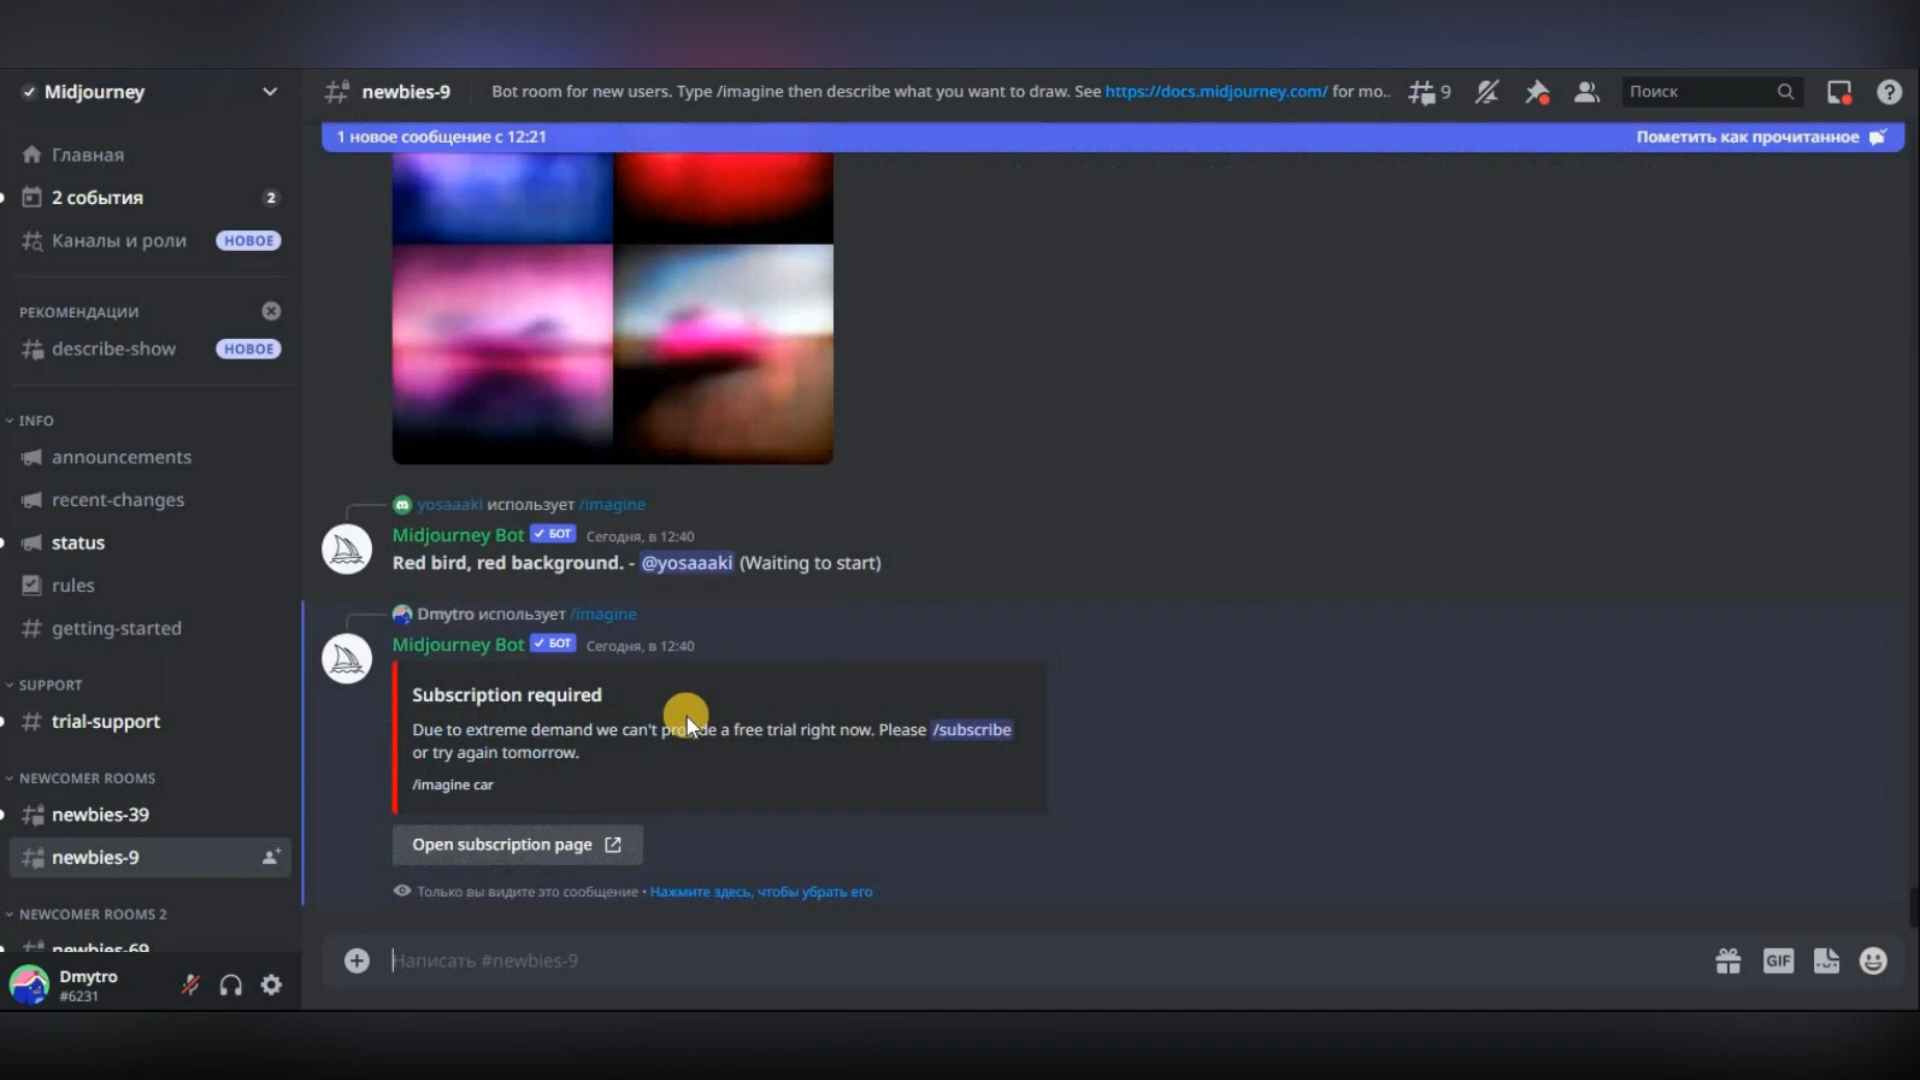 Midjourney
newbies-9
Bot room for new users. Type /imagine then describe what you want to draw. See https://docs.midjourney.com/ for mo...
9
Поиск
1 новое сообщение с 12:21
Пометить как прочитанное
Главная
2 события
2
Каналы и роли
НОВОЕ
РЕКОМЕНДАЦИИ
describe-show
НОВОЕ
INFO
announcements
recent-changes
status
rules
getting-started
SUPPORT
trial-support
NEWCOMER ROOMS
newbies-39
newbies-9
NEWCOMER ROOMS 2
newbies-69
Dmytro
#6231
yosaaaki использует /imagine
Midjourney Bot ✓ БОТ Сегодня, в 12:40
Red bird, red background. - @yosaaaki (Waiting to start)
Dmytro использует /imagine
Midjourney Bot ✓ БОТ Сегодня, в 12:40
Subscription required
Due to extreme demand we can't provide a free trial right now. Please /subscribe
or try again tomorrow.
/imagine car
Open subscription page
Только вы видите это сообщение • Нажмите здесь, чтобы убрать его
Написать #newbies-9
GIF